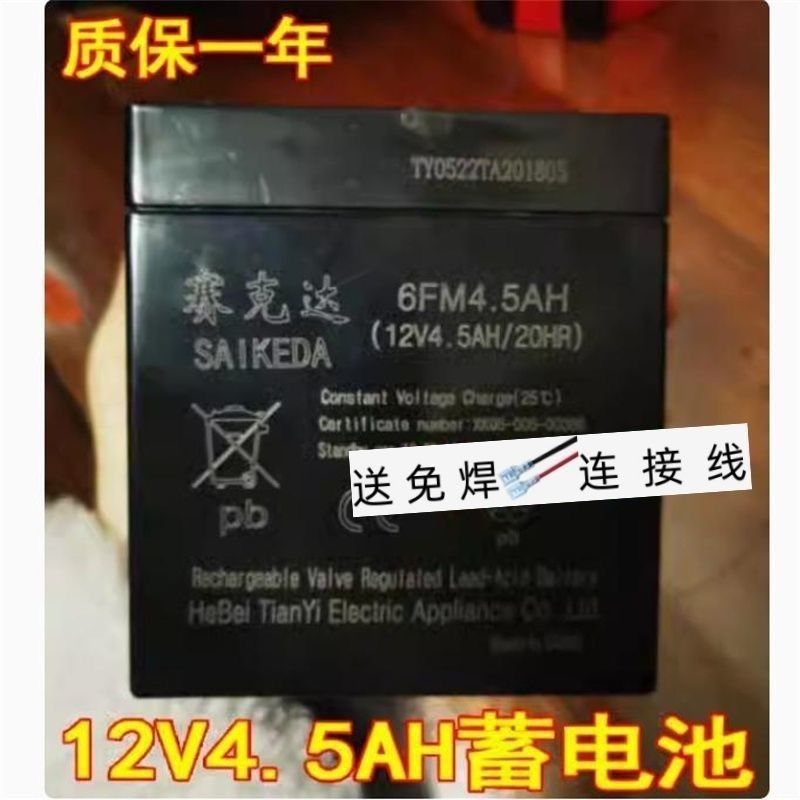 质保一年
TY0522TA201805
赛克达
SAIKEDA
6FM4.5AH
(12V4.5AH/20HR)
Constant Voltage Charge(25℃)
Certificate number:
送免焊 连接线
pb
pb
Rechargeable Valve Regulated Lead-Acid Battery
HeBei TianYi Electric Appliance Co .,Ltd.
12V4.5AH蓄电池